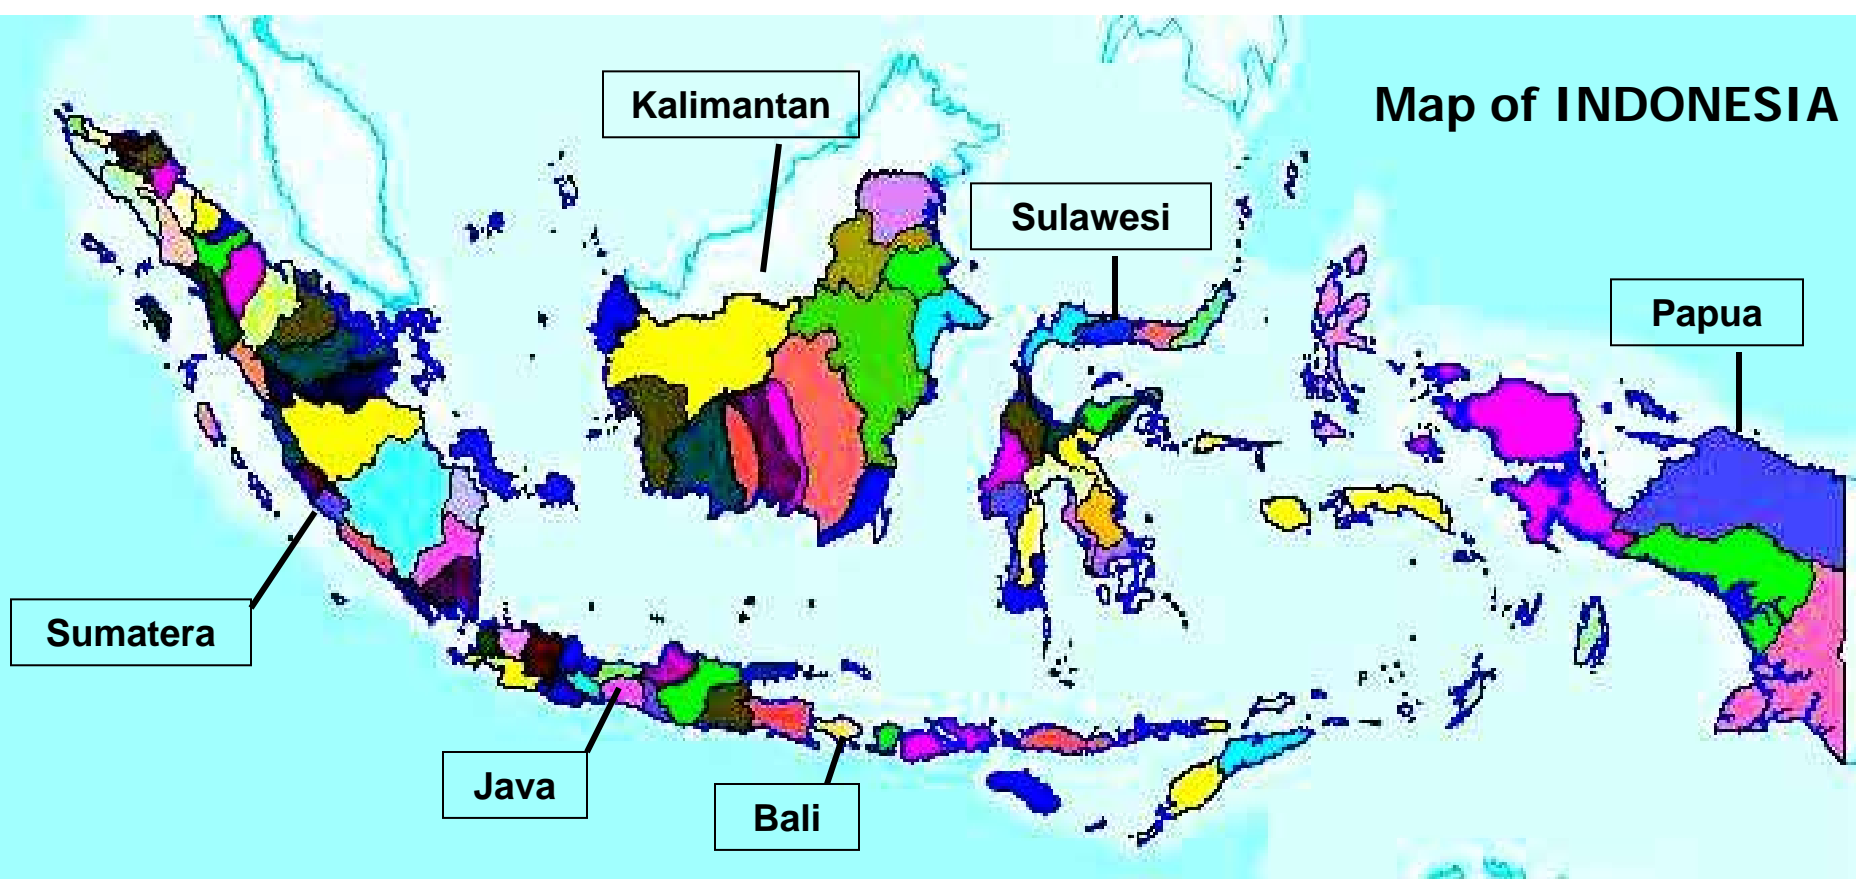 Map of INDONESIA
Kalimantan
Sulawesi
Papua
Sumatera
Java
Bali